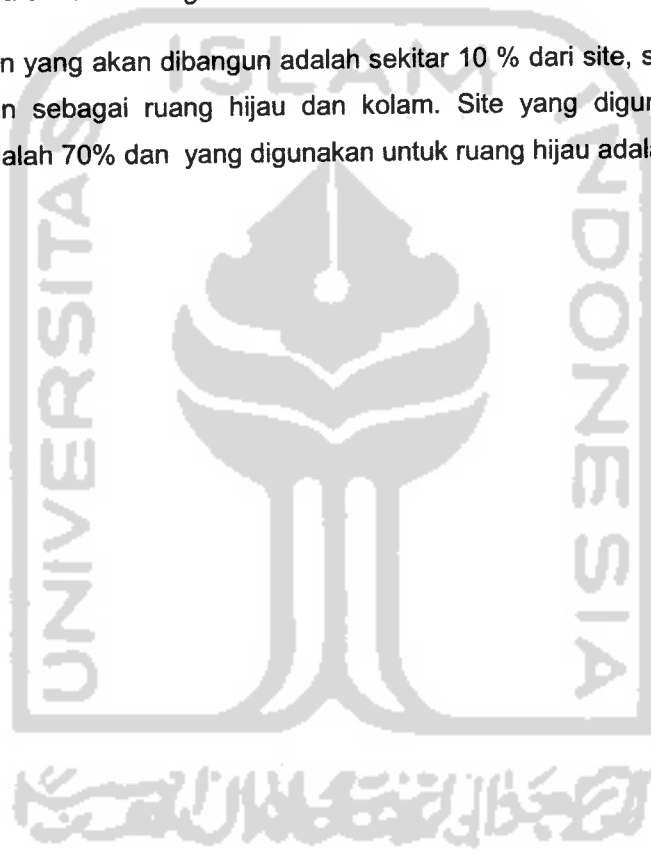 n yang akan dibangun adalah sekitar 10 % dari site, s
n sebagai ruang hijau dan kolam. Site yang digur
alah 70% dan yang digunakan untuk ruang hijau adal
ISLAM
UNIVERSITAS
INDONESIA